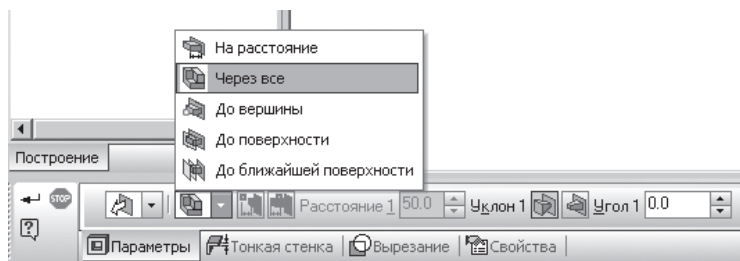 На расстояние
Через все
До вершины
До поверхности
До ближайшей поверхности
Построение
STOP Расстояние 1 50.0 Уклон 1 Угол 1 0.0
Параметры Тонкая стенка Вырезание Свойства